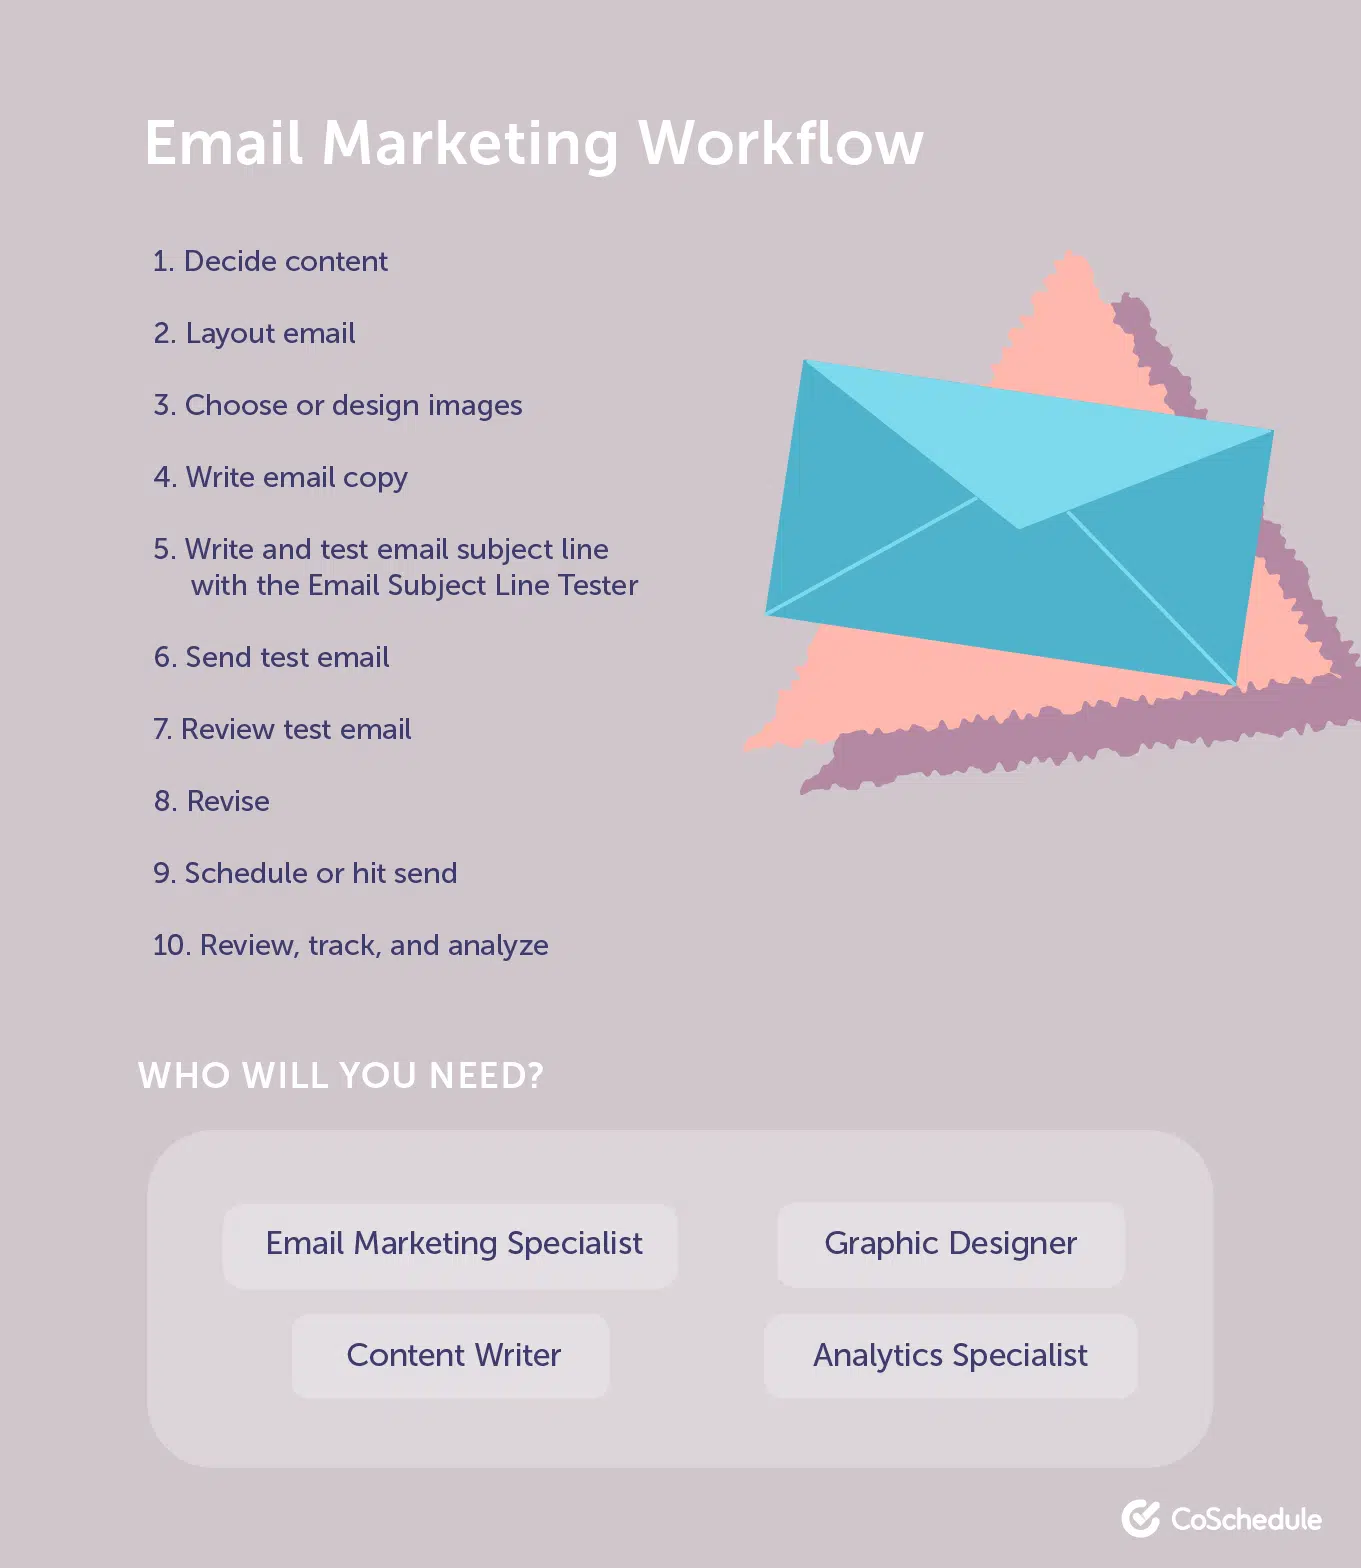 Email Marketing Workflow
1. Decide content
2. Layout email
3. Choose or design images
4. Write email copy
5. Write and test email subject line
with the Email Subject Line Tester
6. Send test email
7. Review test email
8. Revise
9. Schedule or hit send
10. Review, track, and analyze
WHO WILL YOU NEED?
Email Marketing Specialist
Graphic Designer
Content Writer
Analytics Specialist
CoSchedule